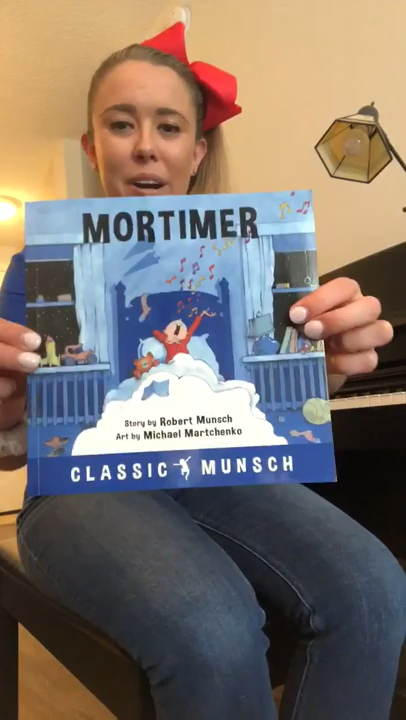 MORTIMER
Story by Robert Munsch
Art by Michael Martchenko
CLASSIC MUNSCH